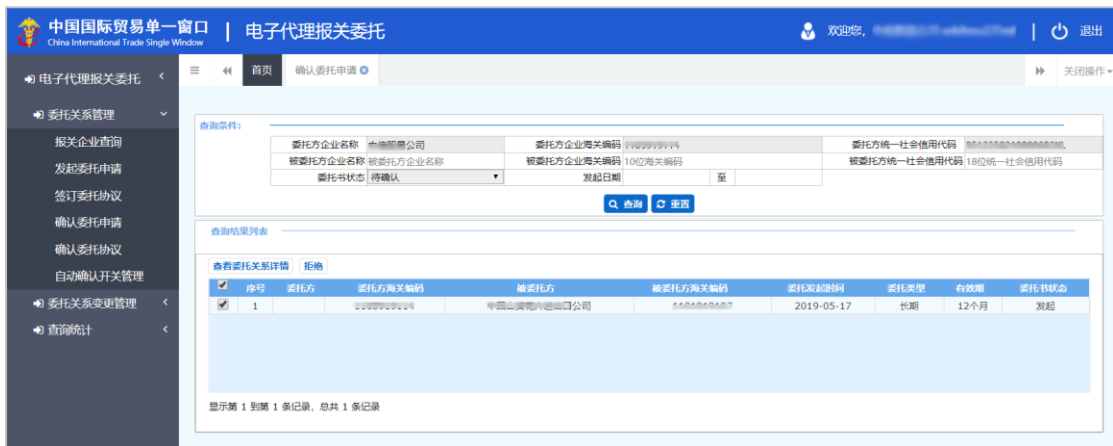 中国国际贸易单一窗口 | 电子代理报关委托
China International Trade Single Window
欢迎您,
退出
电子代理报关委托
首页
确认委托申请
关闭操作
委托关系管理
报关企业查询
发起委托申请
签订委托协议
确认委托申请
确认委托协议
自动确认开关管理
委托关系变更管理
查询统计
查询条件:
委托方企业名称 公司 委托方企业海关编码 委托方统一社会信用代码
被委托方企业名称 被委托方企业名称 被委托方企业海关编码 10位海关编码 被委托方统一社会信用代码 18位统一社会信用代码
委托书状态 待确认 发起日期 至
查询 重置
查询结果列表
查看委托关系详情 拒绝
序号 委托方 委托方海关编码 被委托方 被委托方海关编码 委托发起时间 委托类型 有效期 委托书状态
1 中国 进出口公司 2019-05-17 长期 12个月 发起
显示第 1 到第 1 条记录, 总共 1 条记录